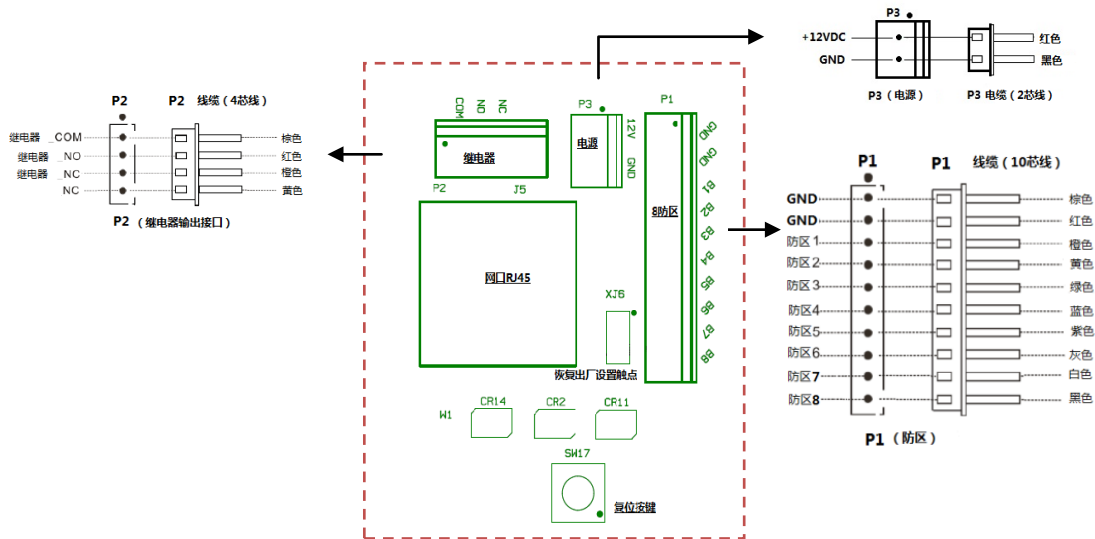 P3
+12VDC
红色
GND
黑色
P3（电源）
P3 电缆（2芯线）
P2
P2 线缆（4芯线）
继电器 _COM
棕色
继电器 _NO
红色
继电器 _NC
橙色
NC
黄色
P2（继电器输出接口）
COM
NO
NC
继电器
P2
J5
P3
12V
GND
电源
P1
GND
GND
B1
B2
B3
B4
B5
B6
B7
B8
8防区
网口RJ45
XJ6
恢复出厂设置触点
W1
CR14
CR2
CR11
SW17
复位按键
P1
P1 线缆（10芯线）
GND
棕色
GND
红色
防区1
橙色
防区2
黄色
防区3
绿色
防区4
蓝色
防区5
紫色
防区6
灰色
防区7
白色
防区8
黑色
P1（防区）